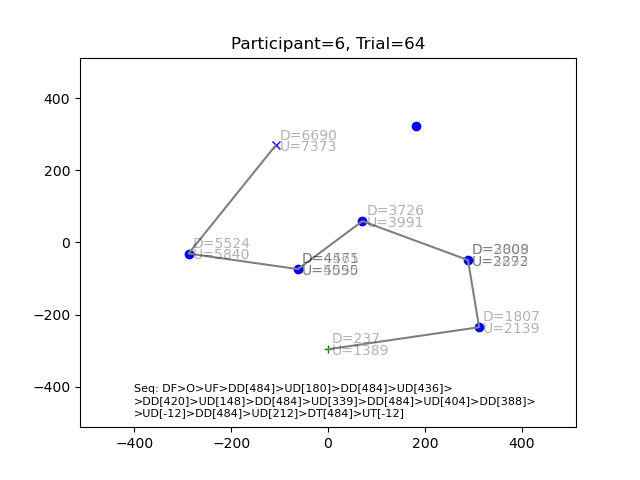 Participant=6, Trial=64
400
200
0
−200
−400
D=6690
U=7373
D=3726
U=3991
D=5524
U=5840
D=1807
U=2139
D=237
U=1389
Seq: DF>O>UF>DD[484]>UD[180]>DD[484]>UD[436]>
>DD[420]>UD[148]>DD[484]>UD[339]>DD[484]>UD[404]>DD[388]>
>UD[-12]>DD[484]>UD[212]>DT[484]>UT[-12]
−400 −200 0 200 400